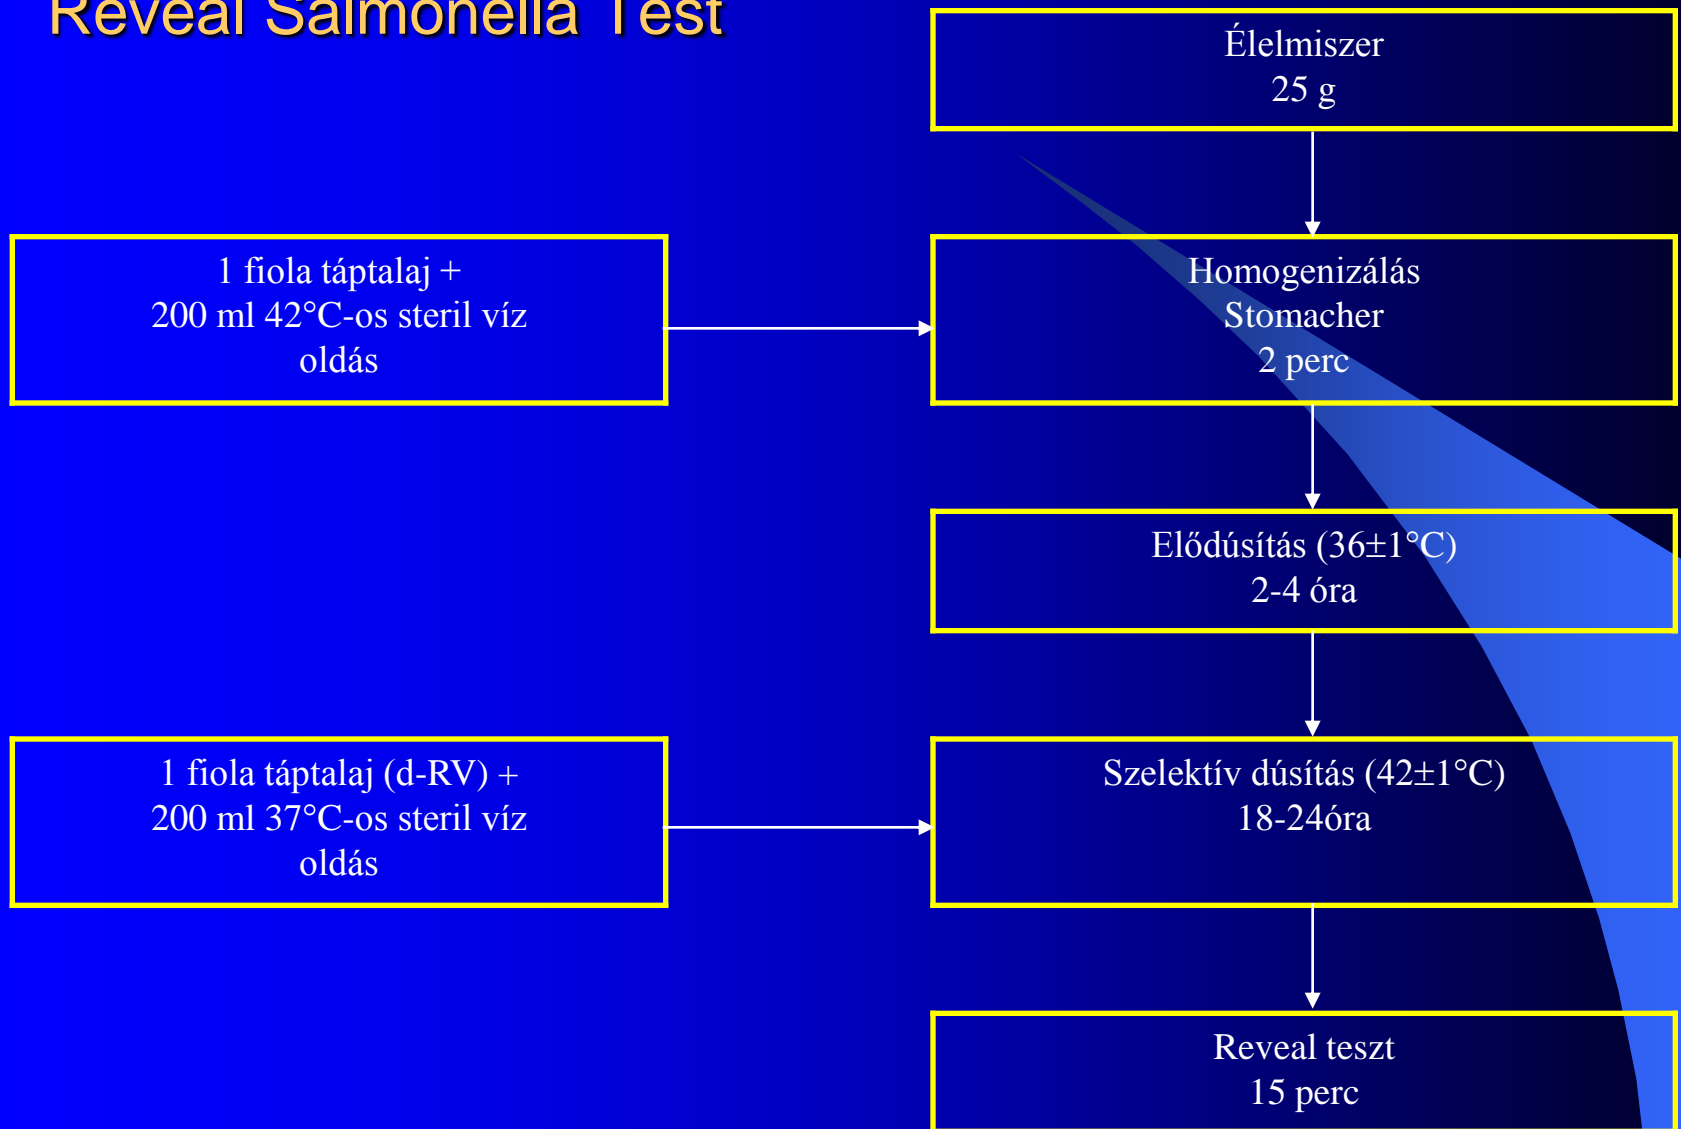 Reveal Salmonella Test
Élelmiszer
25 g
1 fiola táptalaj +
200 ml 42°C-os steril víz
oldás
Homogenizálás
Stomacher
2 perc
Elődúsítás (36±1°C)
2-4 óra
1 fiola táptalaj (d-RV) +
200 ml 37°C-os steril víz
oldás
Szelektív dúsítás (42±1°C)
18-24óra
Reveal teszt
15 perc